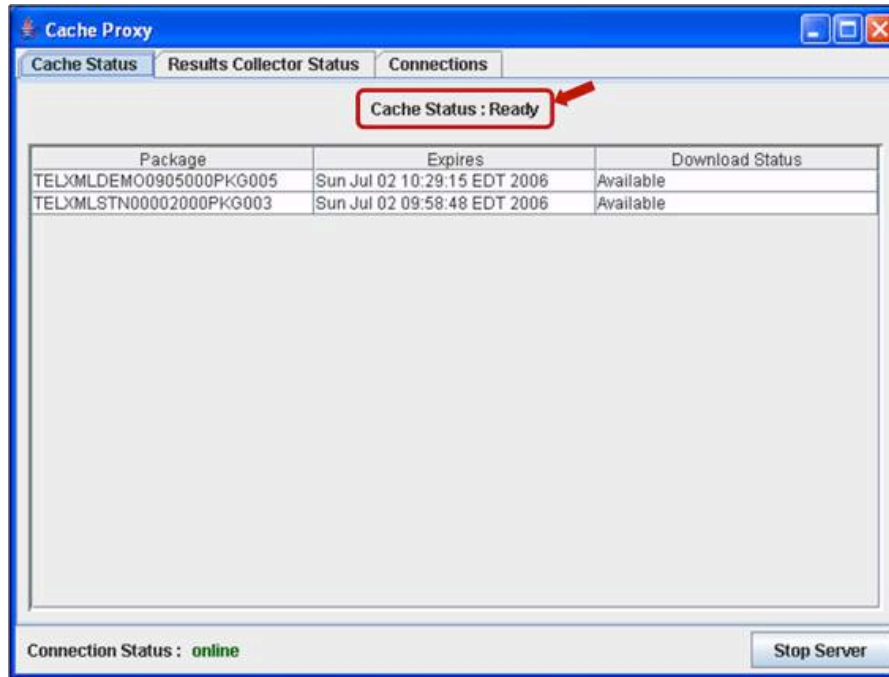 Cache Proxy
Cache Status Results Collector Status Connections
Cache Status : Ready
Package Expires Download Status
TELXMLDEMO0905000PKG005 Sun Jul 02 10:29:15 EDT 2006 Available
TELXMLSTN00002000PKG003 Sun Jul 02 09:58:48 EDT 2006 Available
Connection Status : online Stop Server